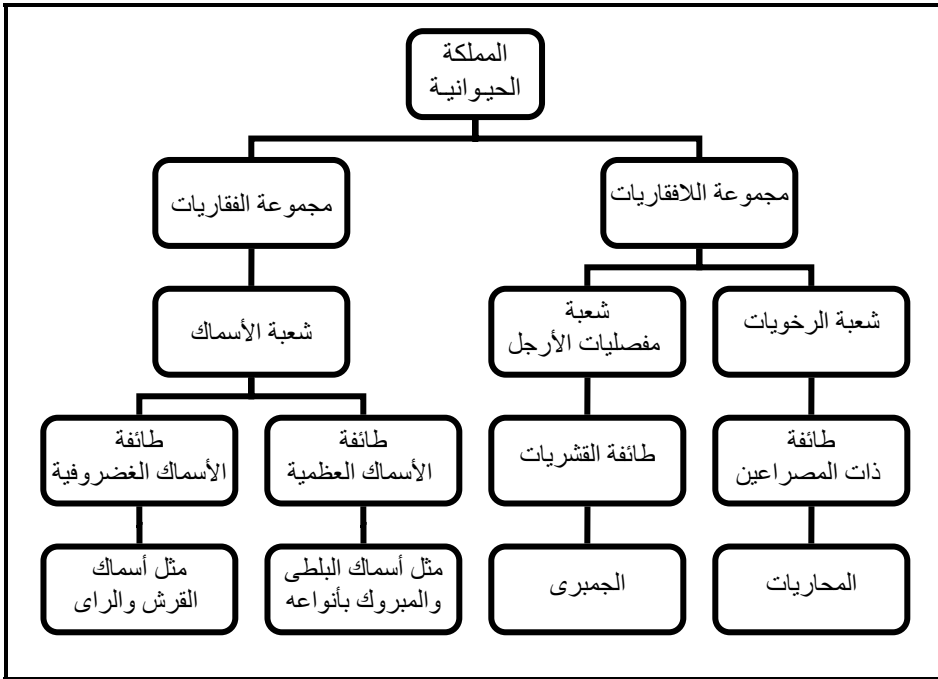 المملكة
الحيوانية
مجموعة اللافقاريات
مجموعة الفقاريات
شعبة الرخويات
شعبة
مفصليات الأرجل
شعبة الأسماك
طائفة
ذات المصراعين
طائفة القشريات
طائفة
الأسماك العظمية
طائفة
الأسماك الغضروفية
المحاريات
الجمبرى
مثل أسماك البلطى
والمبروك بأنواعه
مثل أسماك
القرش والراى